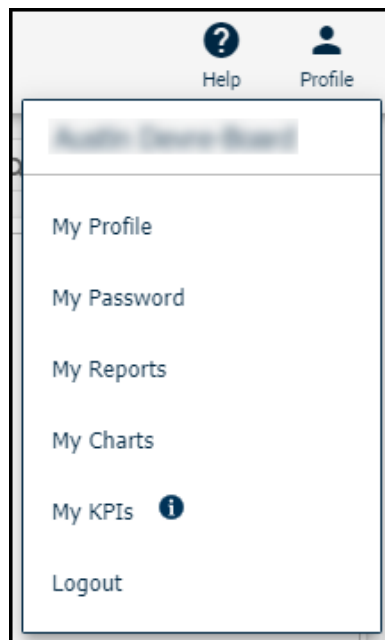 Help Profile
My Profile
My Password
My Reports
My Charts
My KPIs
Logout